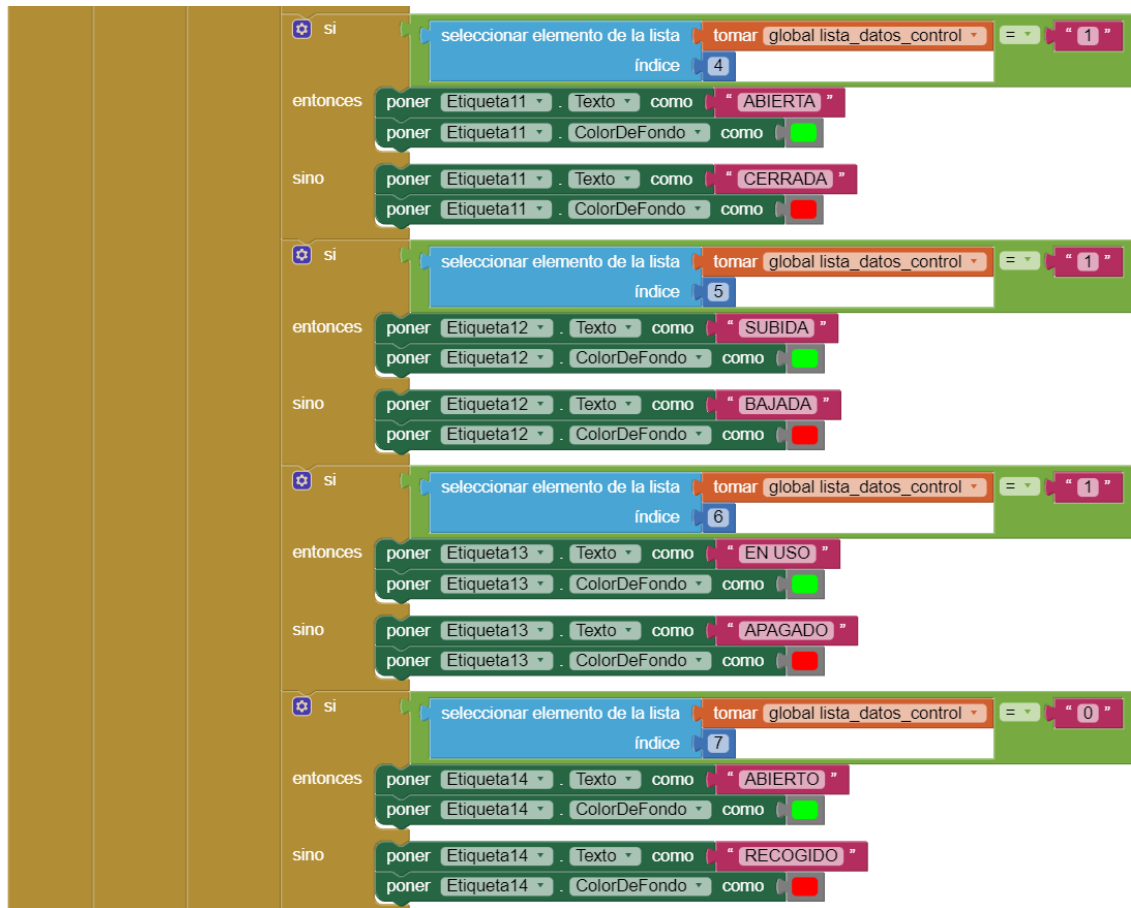 si seleccionar elemento de la lista tomar global lista_datos_control = " 1 "
índice 4
entonces poner Etiqueta11 . Texto como " ABIERTA "
poner Etiqueta11 . ColorDeFondo como
sino poner Etiqueta11 . Texto como " CERRADA "
poner Etiqueta11 . ColorDeFondo como
si seleccionar elemento de la lista tomar global lista_datos_control = " 1 "
índice 5
entonces poner Etiqueta12 . Texto como " SUBIDA "
poner Etiqueta12 . ColorDeFondo como
sino poner Etiqueta12 . Texto como " BAJADA "
poner Etiqueta12 . ColorDeFondo como
si seleccionar elemento de la lista tomar global lista_datos_control = " 1 "
índice 6
entonces poner Etiqueta13 . Texto como " EN USO "
poner Etiqueta13 . ColorDeFondo como
sino poner Etiqueta13 . Texto como " APAGADO "
poner Etiqueta13 . ColorDeFondo como
si seleccionar elemento de la lista tomar global lista_datos_control = " 0 "
índice 7
entonces poner Etiqueta14 . Texto como " ABIERTO "
poner Etiqueta14 . ColorDeFondo como
sino poner Etiqueta14 . Texto como " RECOGIDO "
poner Etiqueta14 . ColorDeFondo como